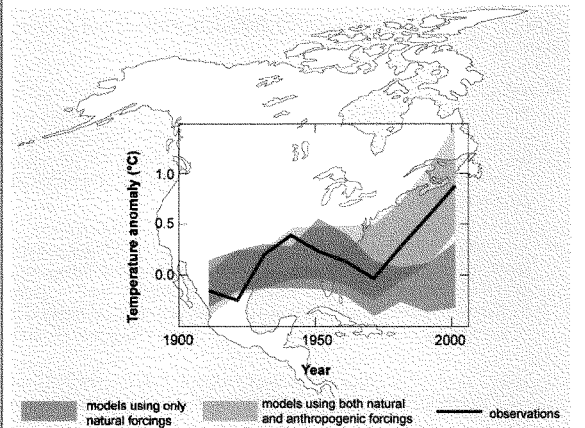 Temperature anomaly (°C)
1.0
0.5
0.0
1900
1950
2000
Year
models using only
natural forcings
models using both natural
and anthropogenic forcings
observations